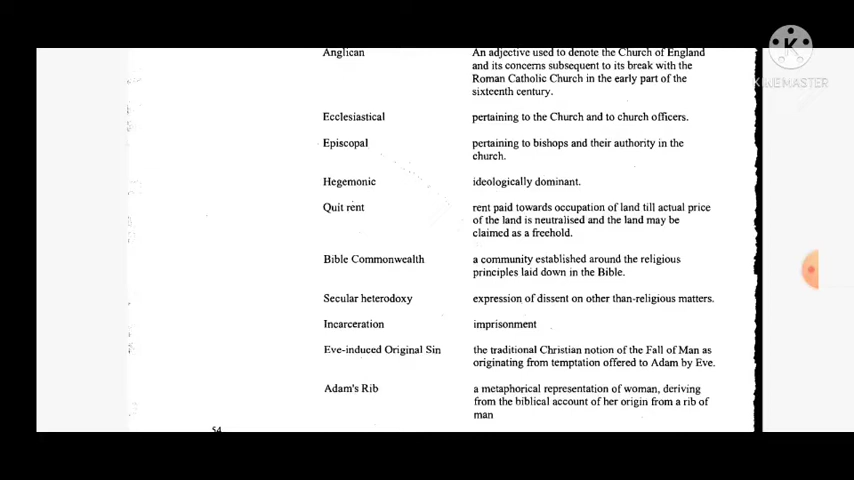 Anglican An adjective used to denote the Church of England
and its concerns subsequent to its break with the
Roman Catholic Church in the early part of the
sixteenth century.
Ecclesiastical pertaining to the Church and to church officers.
Episcopal pertaining to bishops and their authority in the
church.
Hegemonic ideologically dominant.
Quit rent rent paid towards occupation of land till actual price
of the land is neutralised and the land may be
claimed as a freehold.
Bible Commonwealth a community established around the religious
principles laid down in the Bible.
Secular heterodoxy expression of dissent on other than-religious matters.
Incarceration imprisonment
Eve-induced Original Sin the traditional Christian notion of the Fall of Man as
originating from temptation offered to Adam by Eve.
Adam's Rib a metaphorical representation of woman, deriving
from the biblical account of her origin from a rib of
man
54
K
KINEMASTER